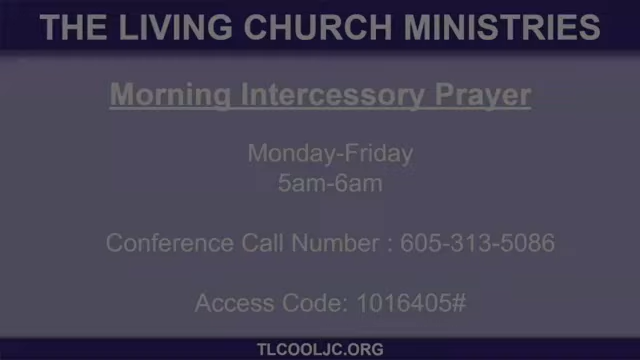 THE LIVING CHURCH MINISTRIES
Morning Intercessory Prayer
Monday-Friday
5am-6am
Conference Call Number : 605-313-5086
Access Code: 1016405#
TLCOOLJC.ORG